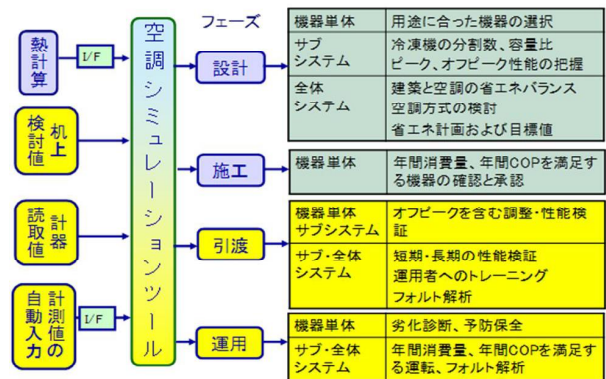 フェーズ
熱計算
I/F
机上
検討値
計器
読取値
計測値の
自動入力
I/F
空調シミュレーションツール
設計
機器単体
用途に合った機器の選択
サブ
システム
冷凍機の分割数、容量比
ピーク、オフピーク性能の把握
全体
システム
建築と空調の省エネバランス
空調方式の検討
省エネ計画および目標値
施工
機器単体
年間消費量、年間COPを満足す
る機器の確認と承認
引渡
機器単体
サブシステム
オフピークを含む調整・性能検
証
サブ・全体
システム
短期・長期の性能検証
運用者へのトレーニング
フォルト解析
運用
機器単体
劣化診断、予防保全
サブ・全体
システム
年間消費量、年間COPを満足す
る運転、フォルト解析